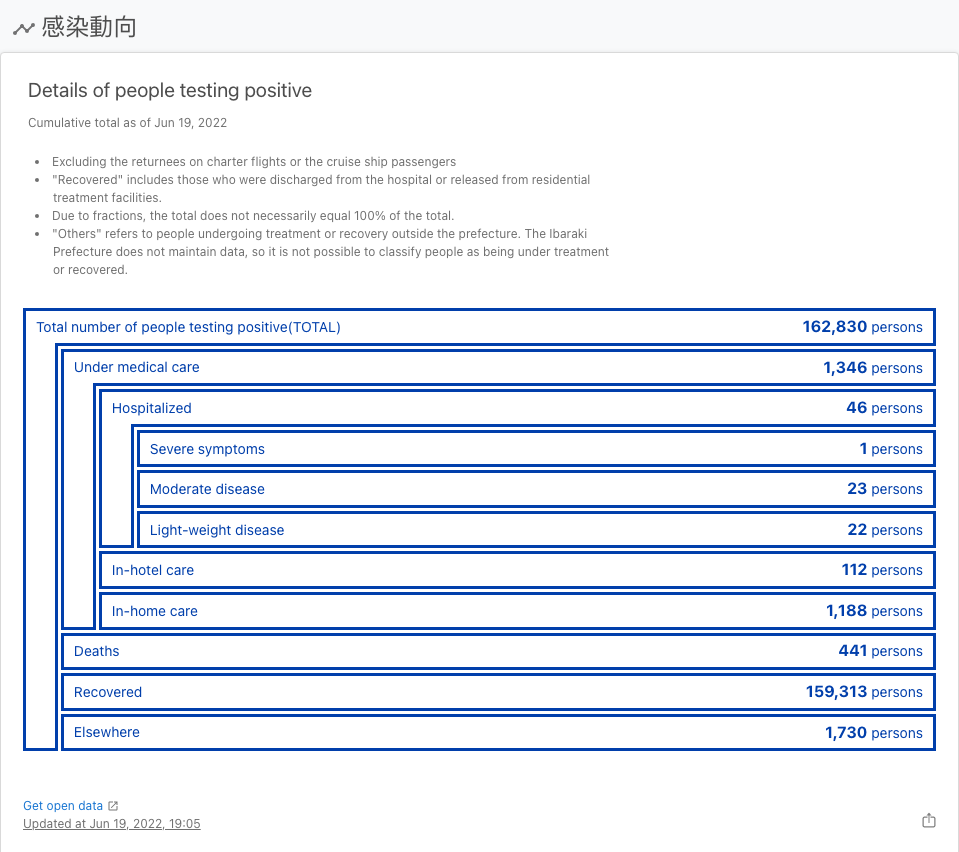 感染動向
Details of people testing positive
Cumulative total as of Jun 19, 2022
• Excluding the returnees on charter flights or the cruise ship passengers
• "Recovered" includes those who were discharged from the hospital or released from residential
treatment facilities.
• Due to fractions, the total does not necessarily equal 100% of the total.
• "Others" refers to people undergoing treatment or recovery outside the prefecture. The Ibaraki
Prefecture does not maintain data, so it is not possible to classify people as being under treatment
or recovered.
Total number of people testing positive(TOTAL) 162,830 persons
Under medical care 1,346 persons
Hospitalized 46 persons
Severe symptoms 1 persons
Moderate disease 23 persons
Light-weight disease 22 persons
In-hotel care 112 persons
In-home care 1,188 persons
Deaths 441 persons
Recovered 159,313 persons
Elsewhere 1,730 persons
Get open data
Updated at Jun 19, 2022, 19:05